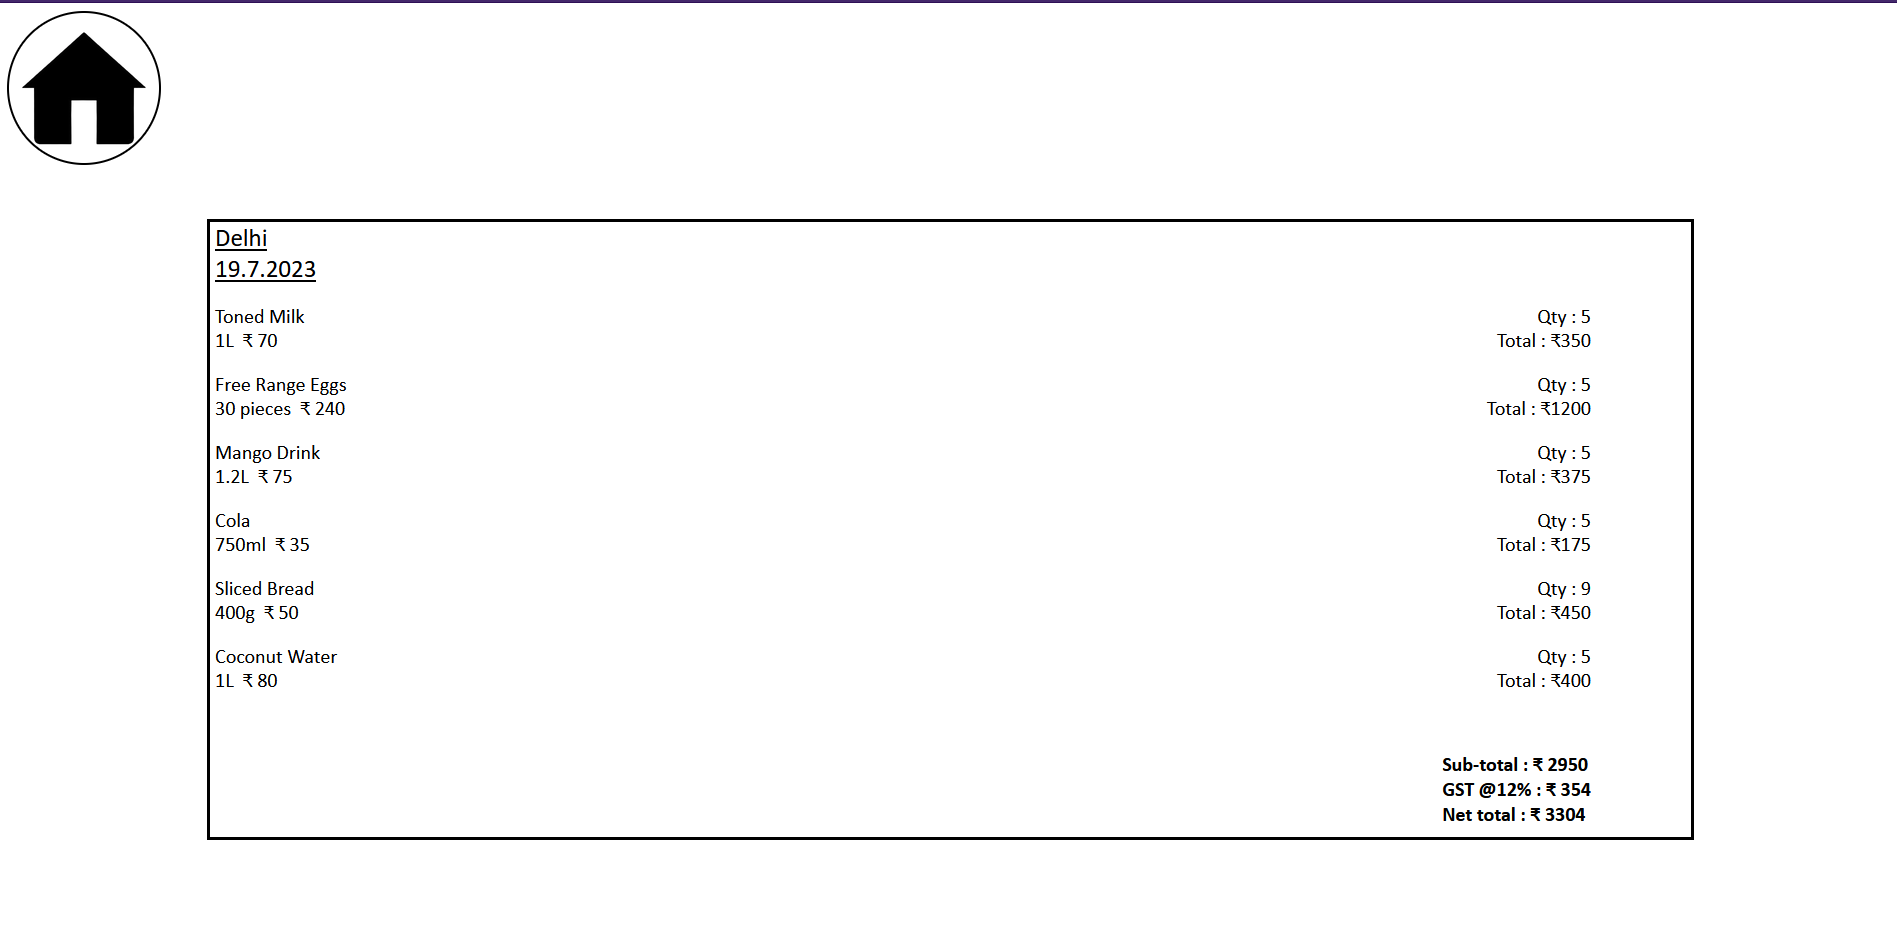 Delhi
19.7.2023
Toned Milk
Qty : 5
1L ₹ 70
Total : ₹350
Free Range Eggs
Qty : 5
30 pieces ₹ 240
Total : ₹1200
Mango Drink
Qty : 5
1.2L ₹ 75
Total : ₹375
Cola
Qty : 5
750ml ₹ 35
Total : ₹175
Sliced Bread
Qty : 9
400g ₹ 50
Total : ₹450
Coconut Water
Qty : 5
1L ₹ 80
Total : ₹400
Sub-total : ₹ 2950
GST @12% : ₹ 354
Net total : ₹ 3304